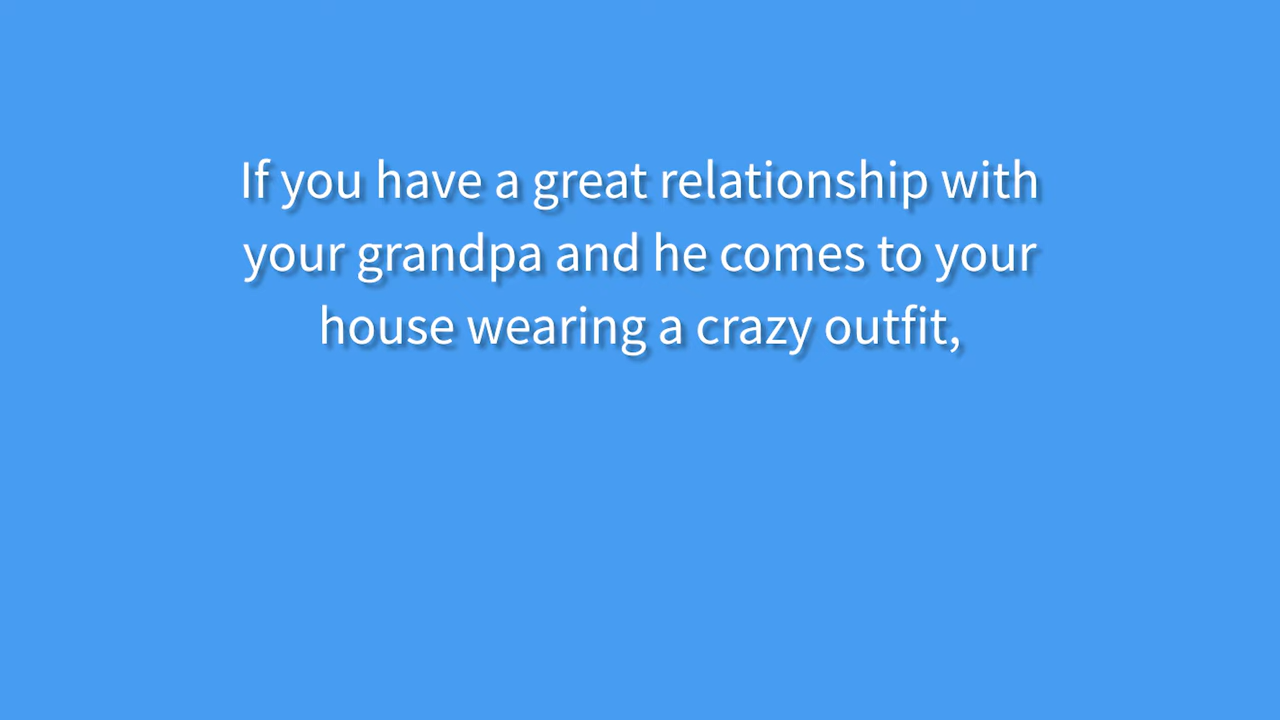 If you have a great relationship with
your grandpa and he comes to your
house wearing a crazy outfit,